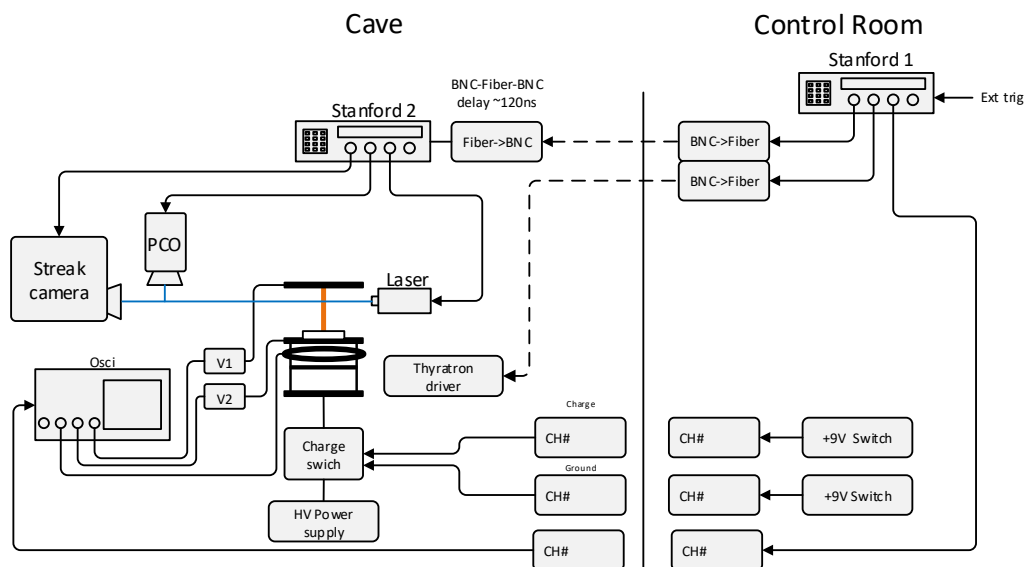 Cave
Control Room
Stanford 1
Ext trig
BNC-Fiber-BNC
delay ~120ns
Stanford 2
Fiber->BNC
BNC->Fiber
BNC->Fiber
PCO
Streak
camera
Laser
Osci
V1
V2
Thyratron
driver
Charge
CH#
CH#
+9V Switch
Charge
swich
Ground
CH#
CH#
+9V Switch
HV Power
supply
CH#
CH#